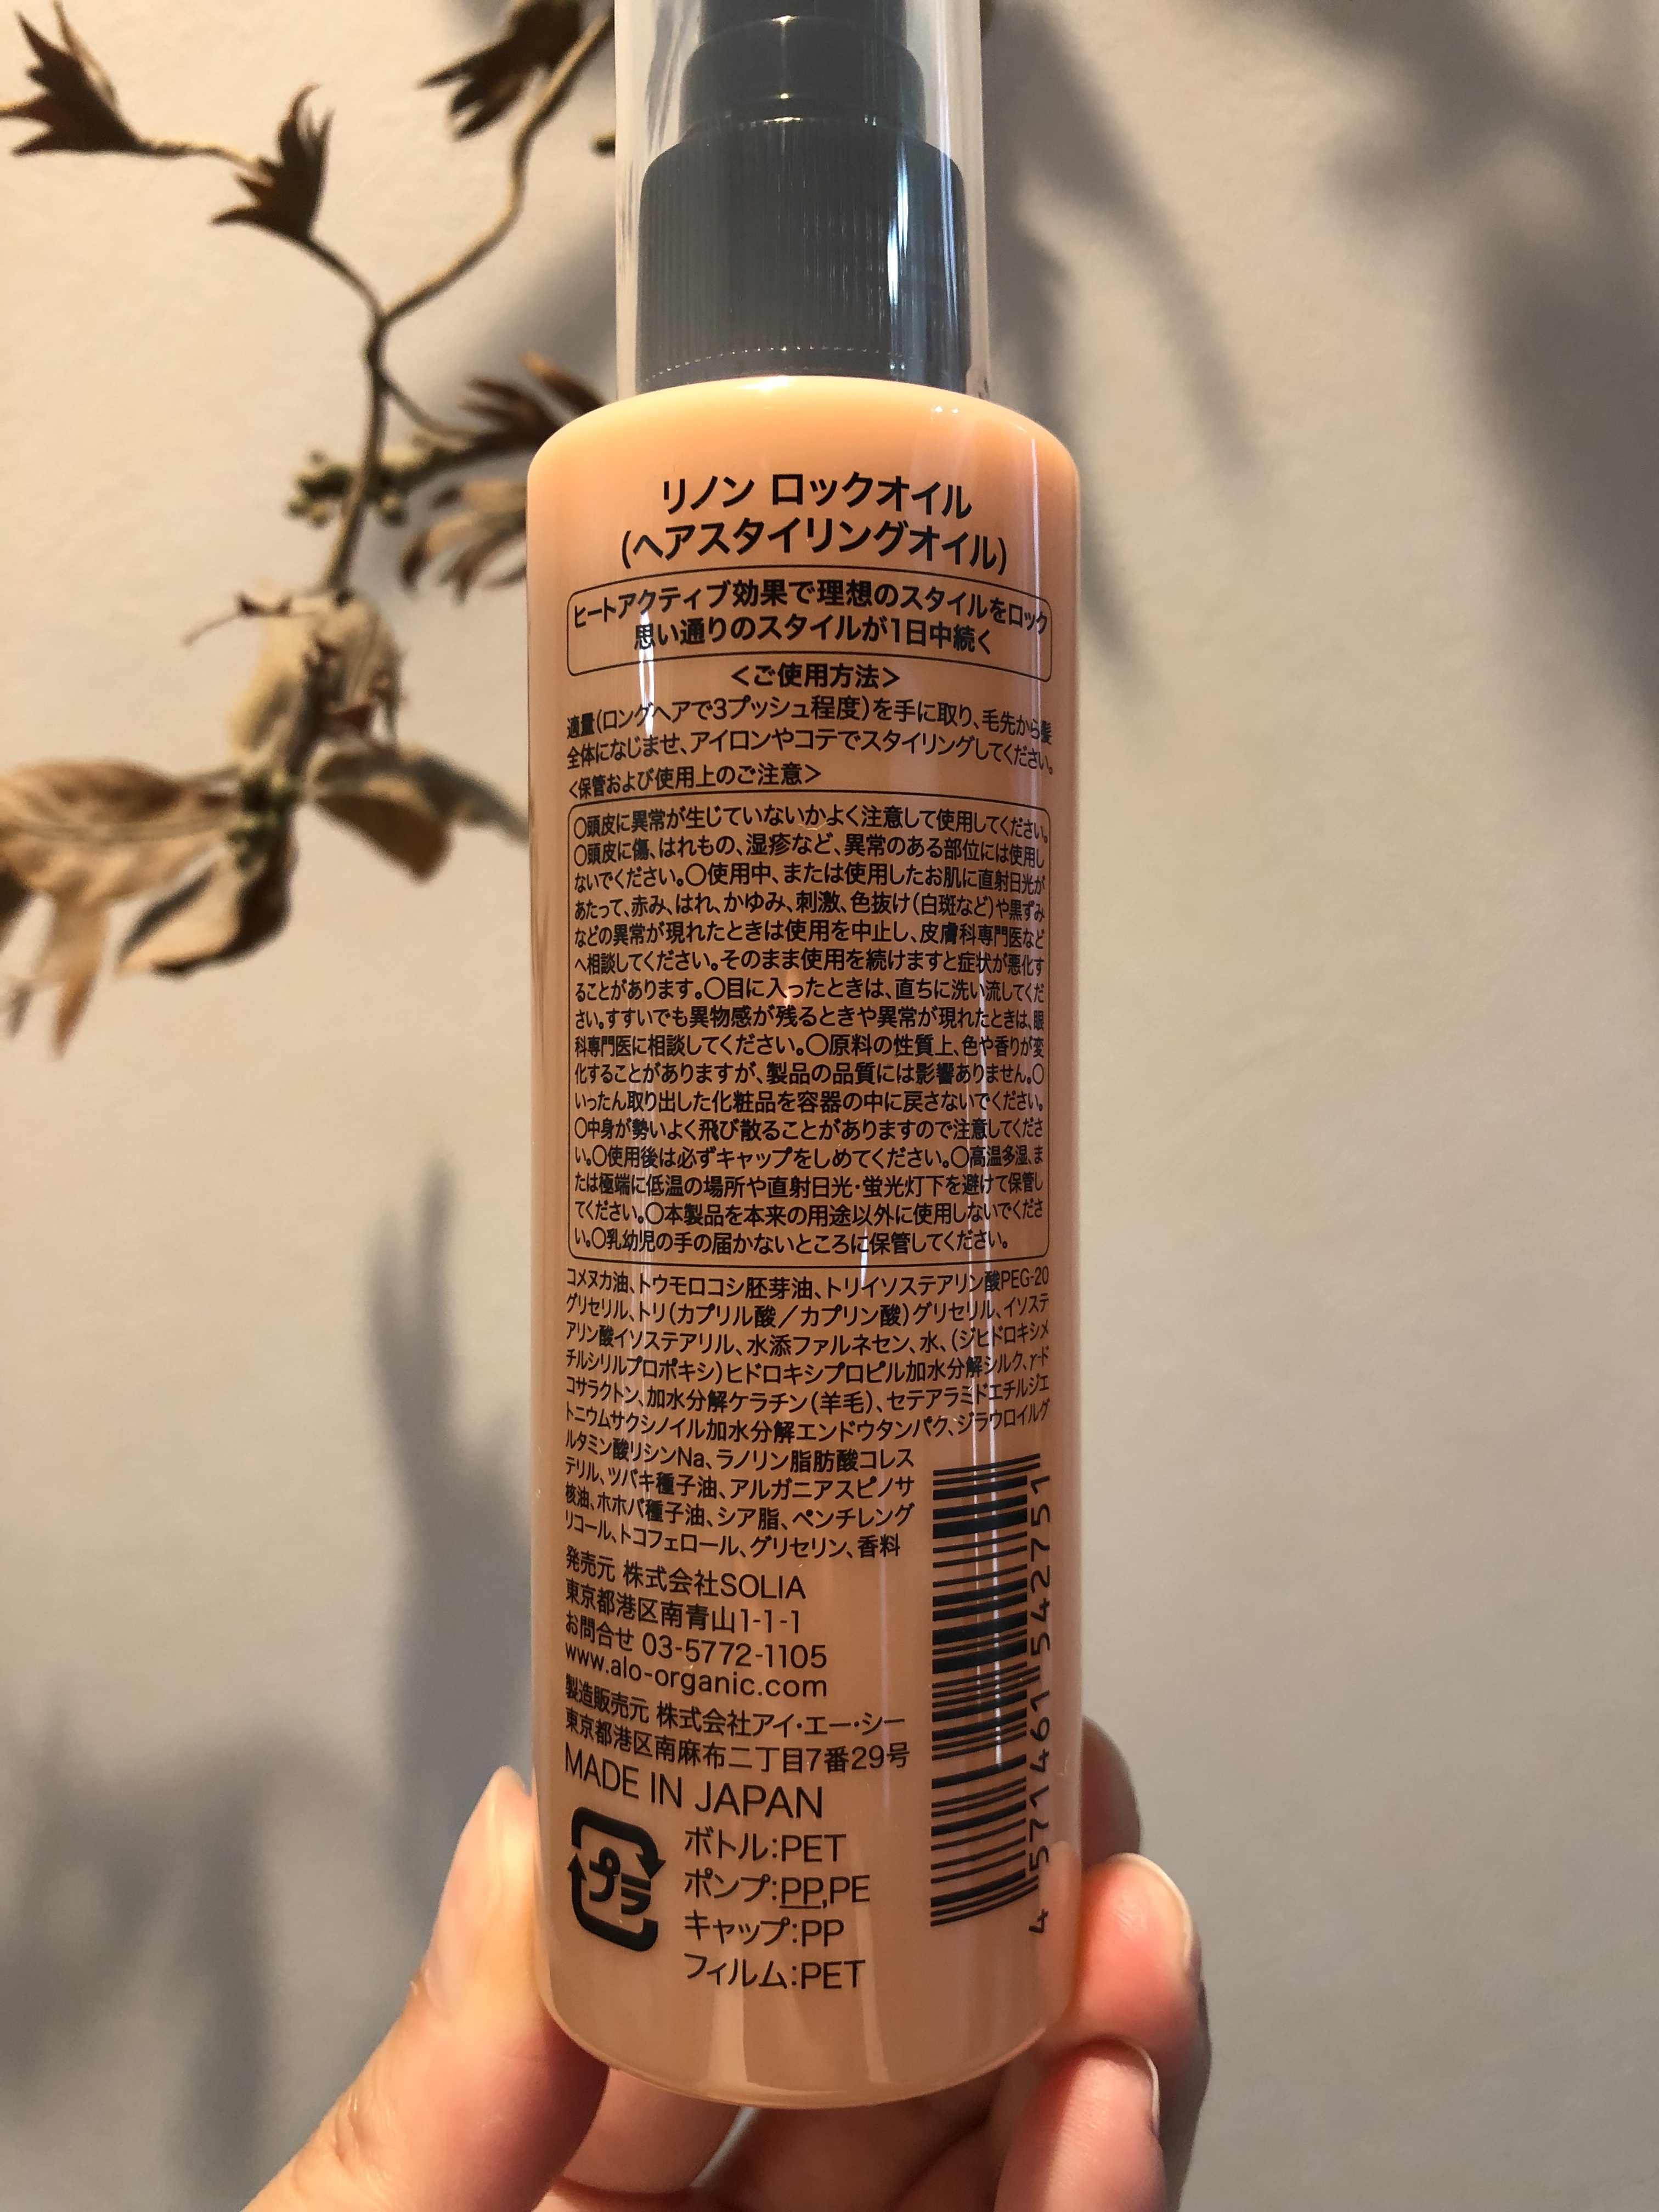 リノン ロックオイル
(ヘアスタイリングオイル)
ヒートアクティブ効果で理想のスタイルをロック
思い通りのスタイルが1日中続く
<ご使用方法>
適量(ロングヘアで3プッシュ程度)を手に取り、毛先から髪
全体になじませ、アイロンやコテでスタイリングしてください。
<保管および使用上のご注意>
〇頭皮に異常が生じていないかよく注意して使用してください。
〇頭皮に傷、はれもの、湿疹など、異常のある部位には使用し
ないでください。〇使用中、または使用したお肌に直射日光が
あたって、赤み、はれ、かゆみ、刺激、色抜け(白斑など)や黒ずみ
などの異常が現れたときは使用を中止し、皮膚科専門医など
へ相談してください。そのまま使用を続けますと症状が悪化す
ることがあります。〇目に入ったときは、直ちに洗い流してくだ
さい。すすいでも異物感が残るときや異常が現れたときは、眼
科専門医に相談してください。〇原料の性質上、色や香りが変
化することがありますが、製品の品質には影響ありません。〇
いったん取り出した化粧品を容器の中に戻さないでください。
〇中身が勢いよく飛び散ることがありますので注意してくださ
い。〇使用後は必ずキャップをしめてください。〇高温多湿、ま
たは極端に低温の場所や直射日光・蛍光灯下を避けて保管し
てください。〇本製品を本来の用途以外に使用しないでくださ
い。〇乳幼児の手の届かないところに保管してください。
コメヌカ油、トウモロコシ胚芽油、トリイソステアリン酸PEG-20
グリセリル、トリ(カプリル酸／カプリン酸)グリセリル、イソステ
アリン酸イソステアリル、水添ファルネセン、水、(ジヒドロキシメ
チルシリルプロポキシ)ヒドロキシプロピル加水分解シルク、γ-ド
コサラクトン、加水分解ケラチン(羊毛)、セテアラミドエチルジエ
トニウムサクシノイル加水分解エンドウタンパク、ジラウロイルグ
ルタミン酸リシンNa、ラノリン脂肪酸コレス
テリル、ツバキ種子油、アルガニアスピノサ
核油、ホホバ種子油、シア脂、ペンチレング
リコール、トコフェロール、グリセリン、香料
発売元 株式会社SOLIA
東京都港区南青山1-1-1
お問合せ 03-5772-1105
www.alo-organic.com
製造販売元 株式会社アイ・エー・シー
東京都港区南麻布二丁目7番29号
MADE IN JAPAN
プラ
ボトル:PET
ポンプ:PP,PE
キャップ:PP
フィルム:PET
4 571461 542751